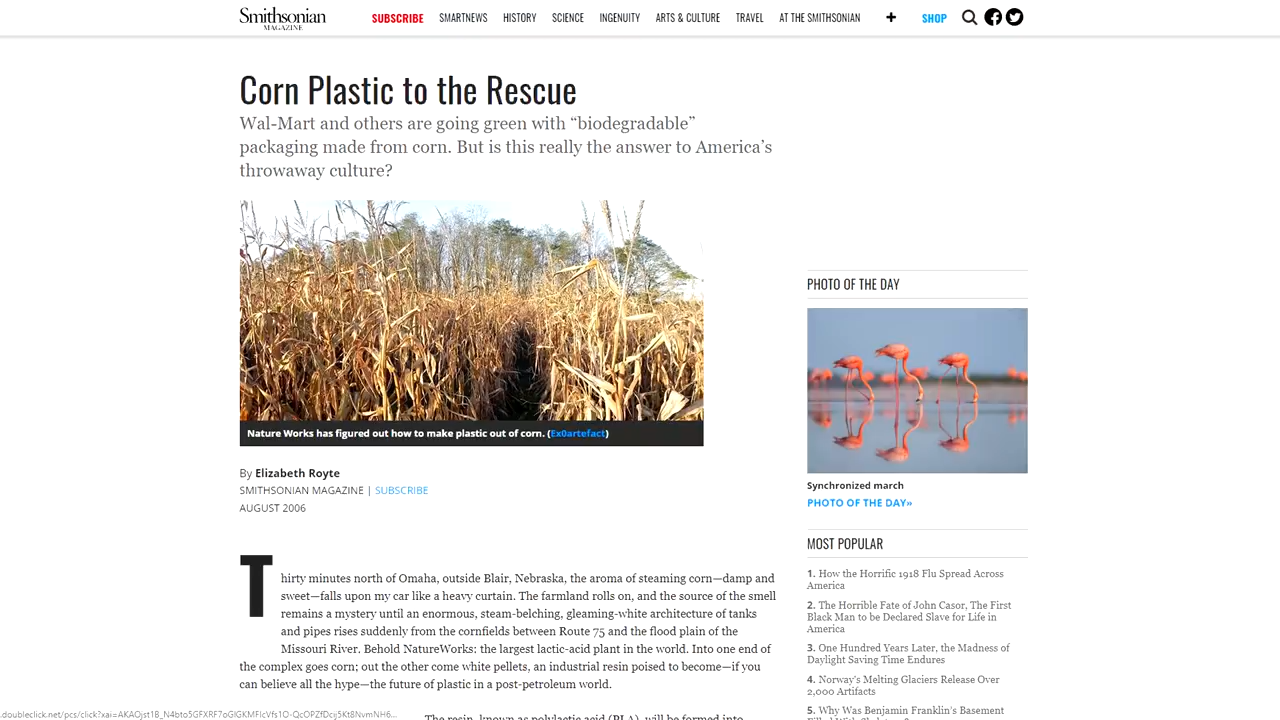 Smithsonian
MAGAZINE
SUBSCRIBE SMARTNEWS HISTORY SCIENCE INGENUITY ARTS & CULTURE TRAVEL AT THE SMITHSONIAN + SHOP
Corn Plastic to the Rescue
Wal-Mart and others are going green with “biodegradable”
packaging made from corn. But is this really the answer to America’s
throwaway culture?
Nature Works has figured out how to make plastic out of corn. (Ex0artefact)
By Elizabeth Royte
SMITHSONIAN MAGAZINE | SUBSCRIBE
AUGUST 2006
Thirty minutes north of Omaha, outside Blair, Nebraska, the aroma of steaming corn—damp and
sweet—falls upon my car like a heavy curtain. The farmland rolls on, and the source of the smell
remains a mystery until an enormous, steam-belching, gleaming-white architecture of tanks
and pipes rises suddenly from the cornfields between Route 75 and the flood plain of the
Missouri River. Behold NatureWorks: the largest lactic-acid plant in the world. Into one end of
the complex goes corn; out the other come white pellets, an industrial resin poised to become—if you
can believe all the hype—the future of plastic in a post-petroleum world.
The resin, known as polylactic acid (PLA), will be formed into
PHOTO OF THE DAY
Synchronized march
PHOTO OF THE DAY»
MOST POPULAR
1. How the Horrific 1918 Flu Spread Across
America
2. The Horrible Fate of John Casor, The First
Black Man to be Declared Slave for Life in
America
3. One Hundred Years Later, the Madness of
Daylight Saving Time Endures
4. Norway's Melting Glaciers Release Over
2,000 Artifacts
5. Why Was Benjamin Franklin's Basement